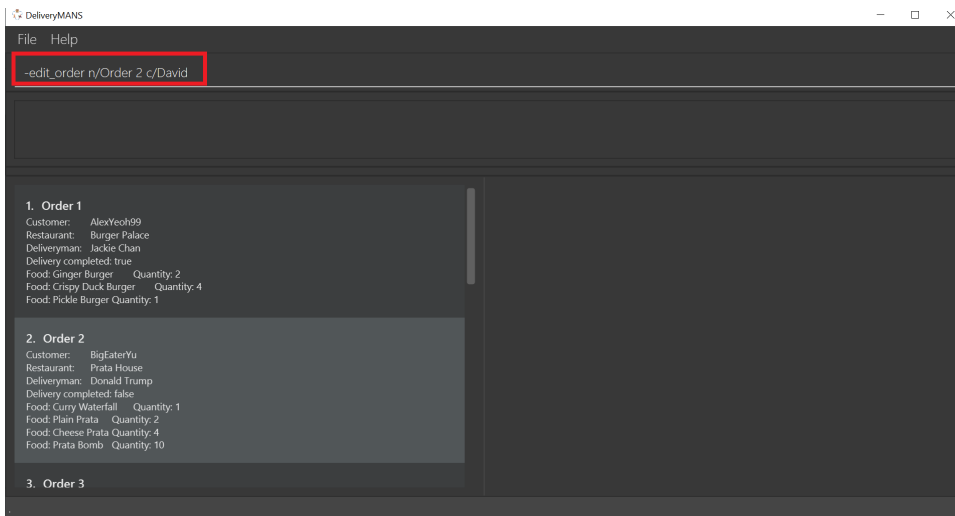 DeliveryMANS
File Help
-edit_order n/Order 2 c/David
1. Order 1
Customer: AlexYeoh99
Restaurant: Burger Palace
Deliveryman: Jackie Chan
Delivery completed: true
Food: Ginger Burger Quantity: 2
Food: Crispy Duck Burger Quantity: 4
Food: Pickle Burger Quantity: 1
2. Order 2
Customer: BigEaterYu
Restaurant: Prata House
Deliveryman: Donald Trump
Delivery completed: false
Food: Curry Waterfall Quantity: 1
Food: Plain Prata Quantity: 2
Food: Cheese Prata Quantity: 4
Food: Prata Bomb Quantity: 10
3. Order 3